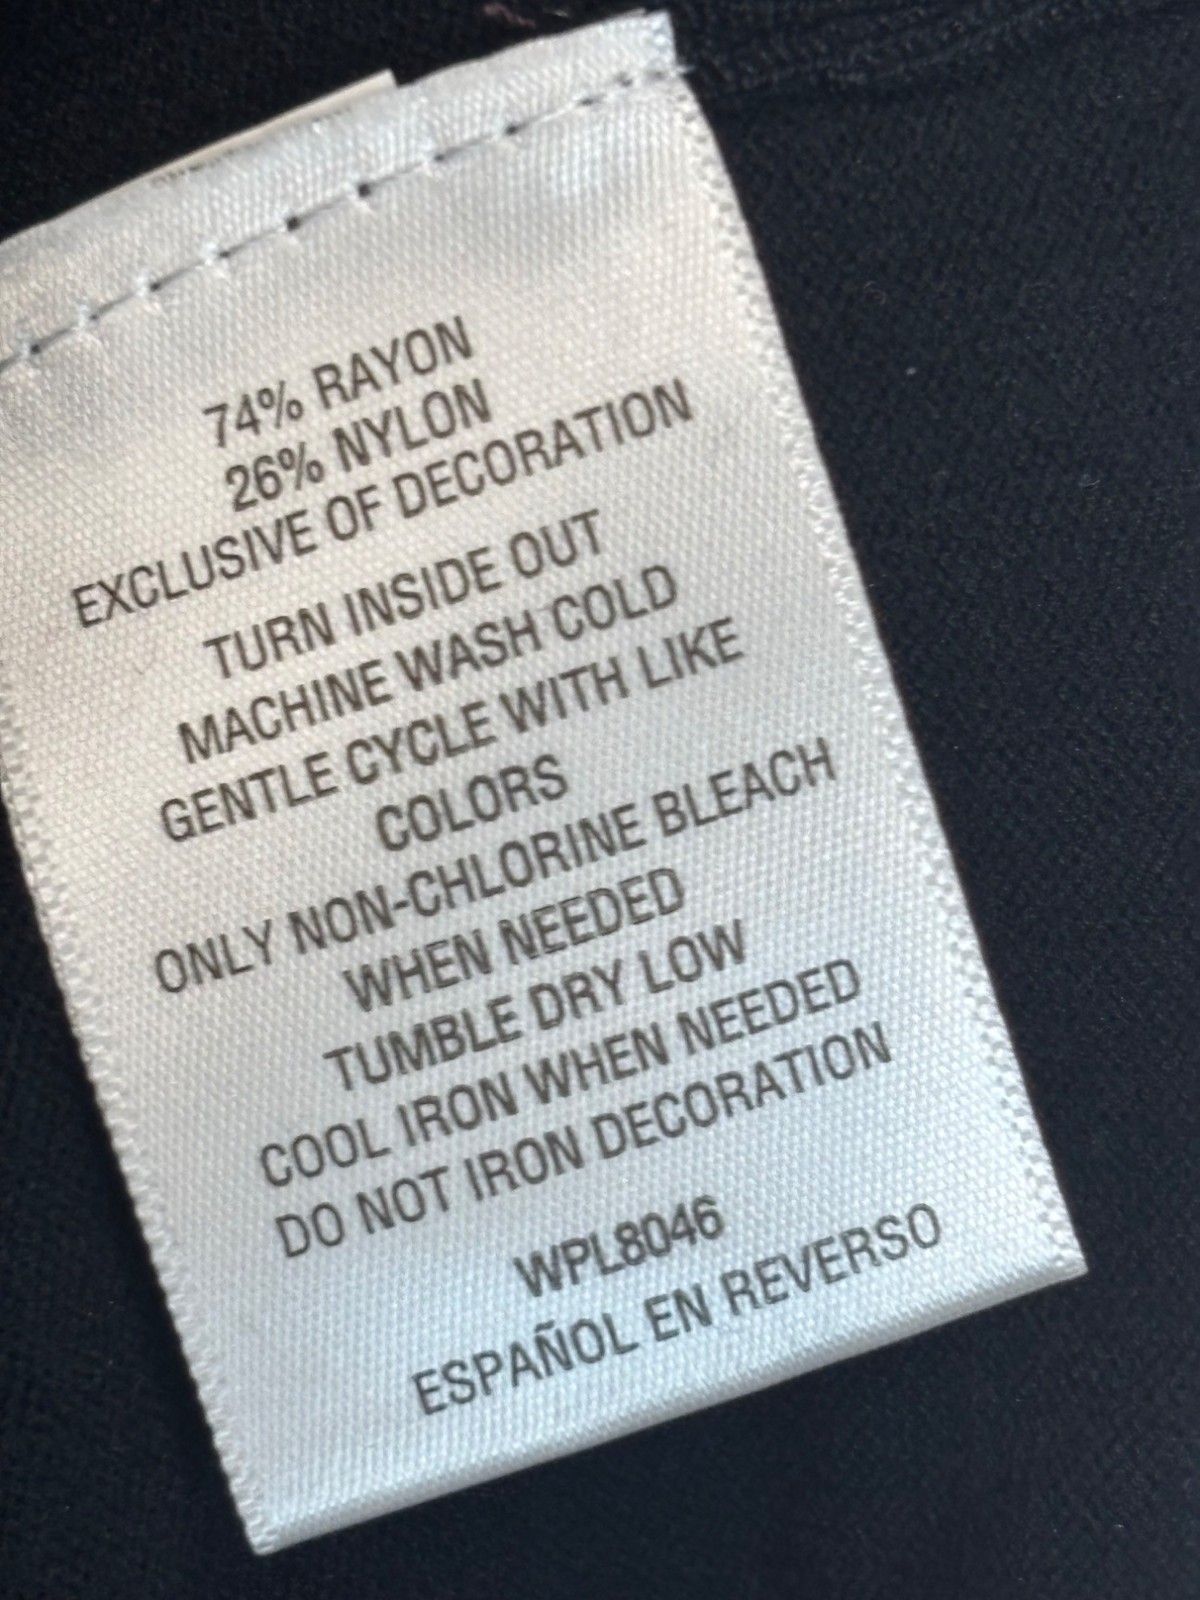 74% RAYON
26% NYLON
EXCLUSIVE OF DECORATION
TURN INSIDE OUT
MACHINE WASH COLD
GENTLE CYCLE WITH LIKE
COLORS
ONLY NON-CHLORINE BLEACH
WHEN NEEDED
TUMBLE DRY LOW
COOL IRON WHEN NEEDED
DO NOT IRON DECORATION
WPL8046
ESPAÑOL EN REVERSO